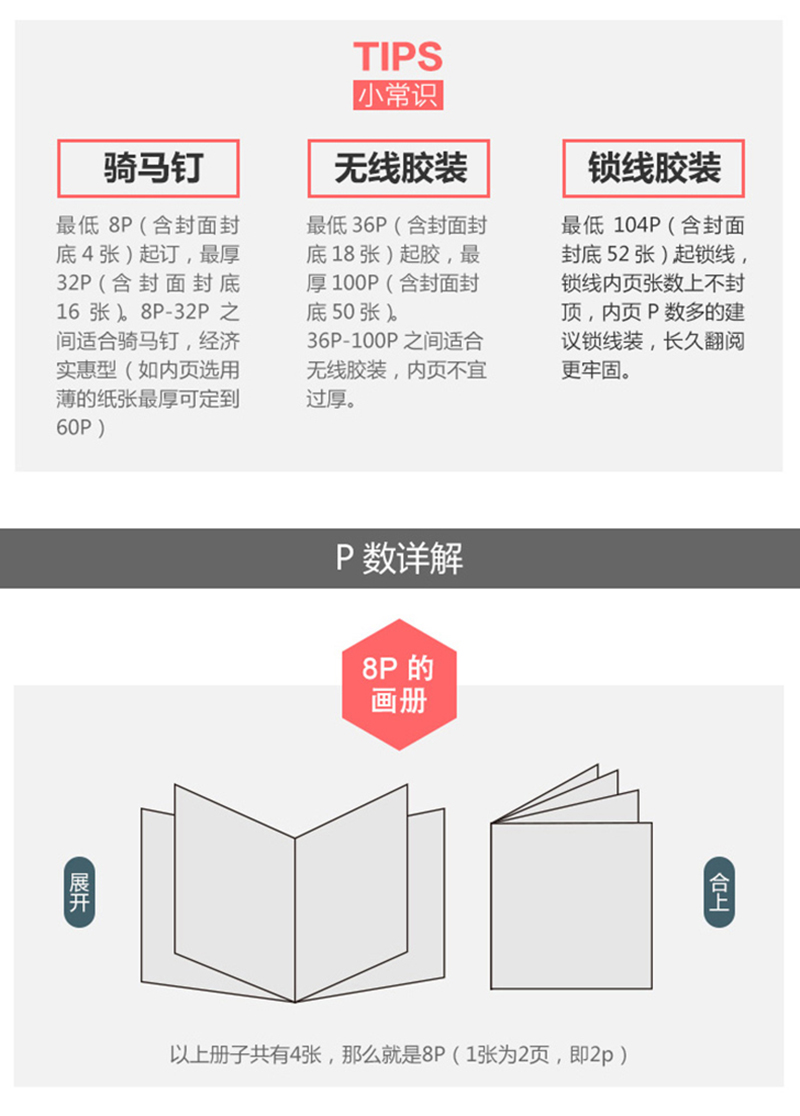 TIPS
小常识
骑马钉
最低 8P（含封面封
底 4 张）起订，最厚
32P（含封面封底
16 张）。8P-32P 之
间适合骑马钉，经济
实惠型（如内页选用
薄的纸张最厚可定到
60P）
无线胶装
最低 36P（含封面封
底 18 张）起胶，最
厚 100P（含封面封
底 50 张）。
36P-100P 之间适合
无线胶装，内页不宜
过厚。
锁线胶装
最低 104P（含封面
封底 52 张）起锁线，
锁线内页张数上不封
顶，内页 P 数多的建
议锁线装，长久翻阅
更牢固。
P 数详解
8P 的
画册
展开
合上
以上册子共有4张，那么就是8P（1张为2页，即2p）